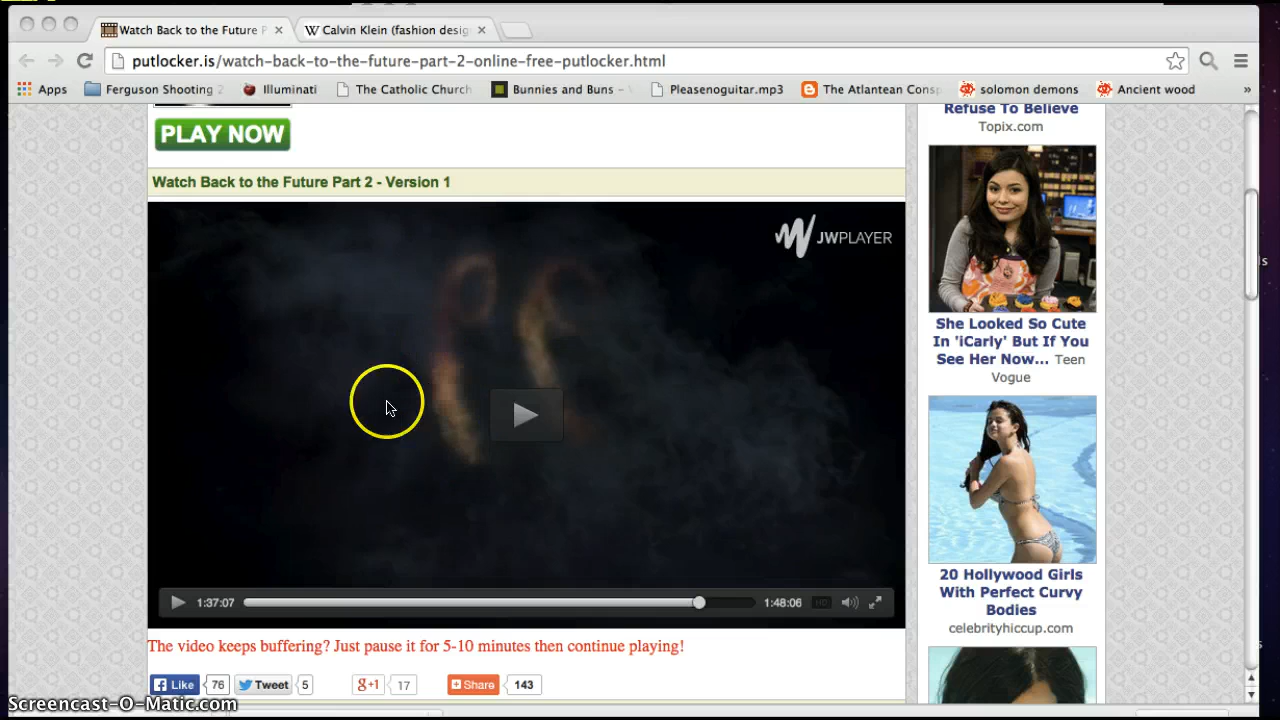 Watch Back to the Future P
Calvin Klein (fashion desig
putlocker.is/watch-back-to-the-future-part-2-online-free-putlocker.html
Apps
Ferguson Shooting 2
Illuminati
The Catholic Church
Bunnies and Buns -
Pleasenoguitar.mp3
The Atlantean Consp
solomon demons
Ancient wood
»
PLAY NOW
Watch Back to the Future Part 2 - Version 1
JWPLAYER
1:37:07
1:48:06
HD
The video keeps buffering? Just pause it for 5-10 minutes then continue playing!
Like 76
Tweet 5
g+1 17
Share 143
Refuse To Believe
Topix.com
She Looked So Cute
In 'iCarly' But If You
See Her Now... Teen
Vogue
20 Hollywood Girls
With Perfect Curvy
Bodies
celebrityhiccup.com
Screencast-O-Matic.com